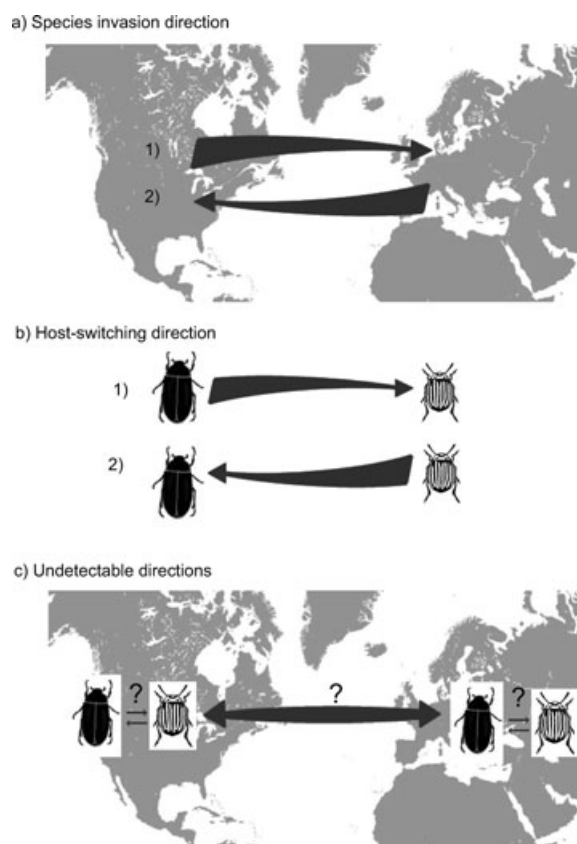 a) Species invasion direction
1)
2)
b) Host-switching direction
1)
2)
c) Undetectable directions
? ? ?